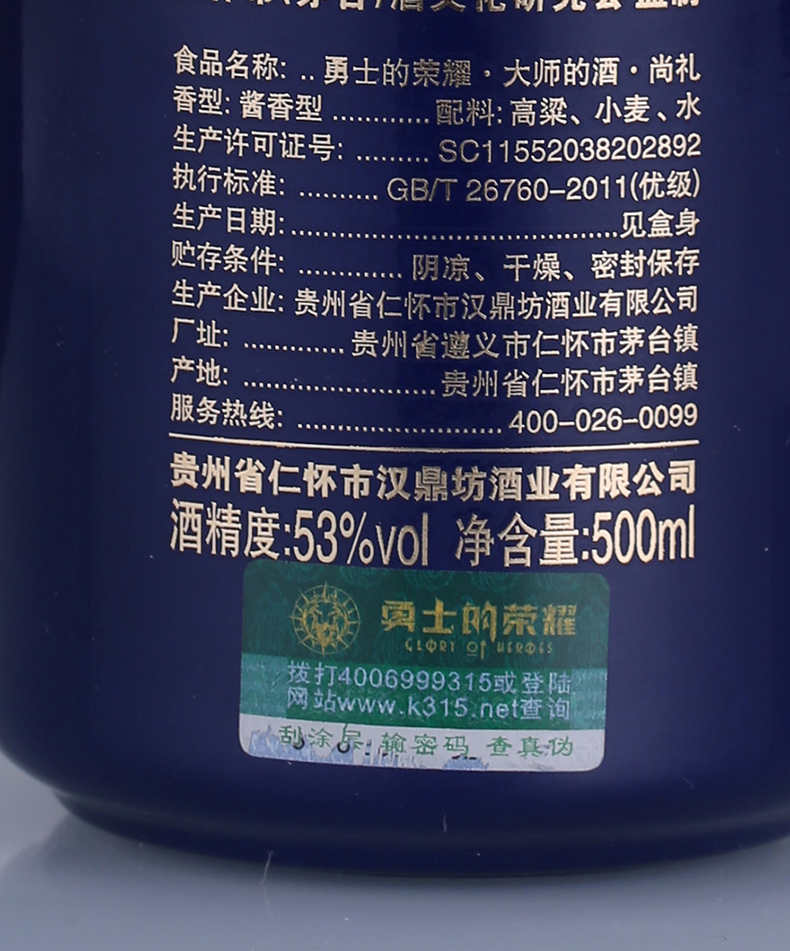 食品名称: .. 勇士的荣耀·大师的酒·尚礼
香型: 酱香型 ............ 配料: 高粱、小麦、水
生产许可证号: ......... SC11552038202892
执行标准: .......... GB/T 26760-2011(优级)
生产日期: ........................................ 见盒身
贮存条件: ............. 阴凉、干燥、密封保存
生产企业: 贵州省仁怀市汉鼎坊酒业有限公司
厂址: ............. 贵州省遵义市仁怀市茅台镇
产地: ........................ 贵州省仁怀市茅台镇
服务热线: .......................... 400-026-0099
贵州省仁怀市汉鼎坊酒业有限公司
酒精度:53%vol 净含量:500ml
勇士的荣耀
GLORY OF HEROES
拨打4006999315或登陆
网站www.k315.net查询
刮涂层 输密码 查真伪